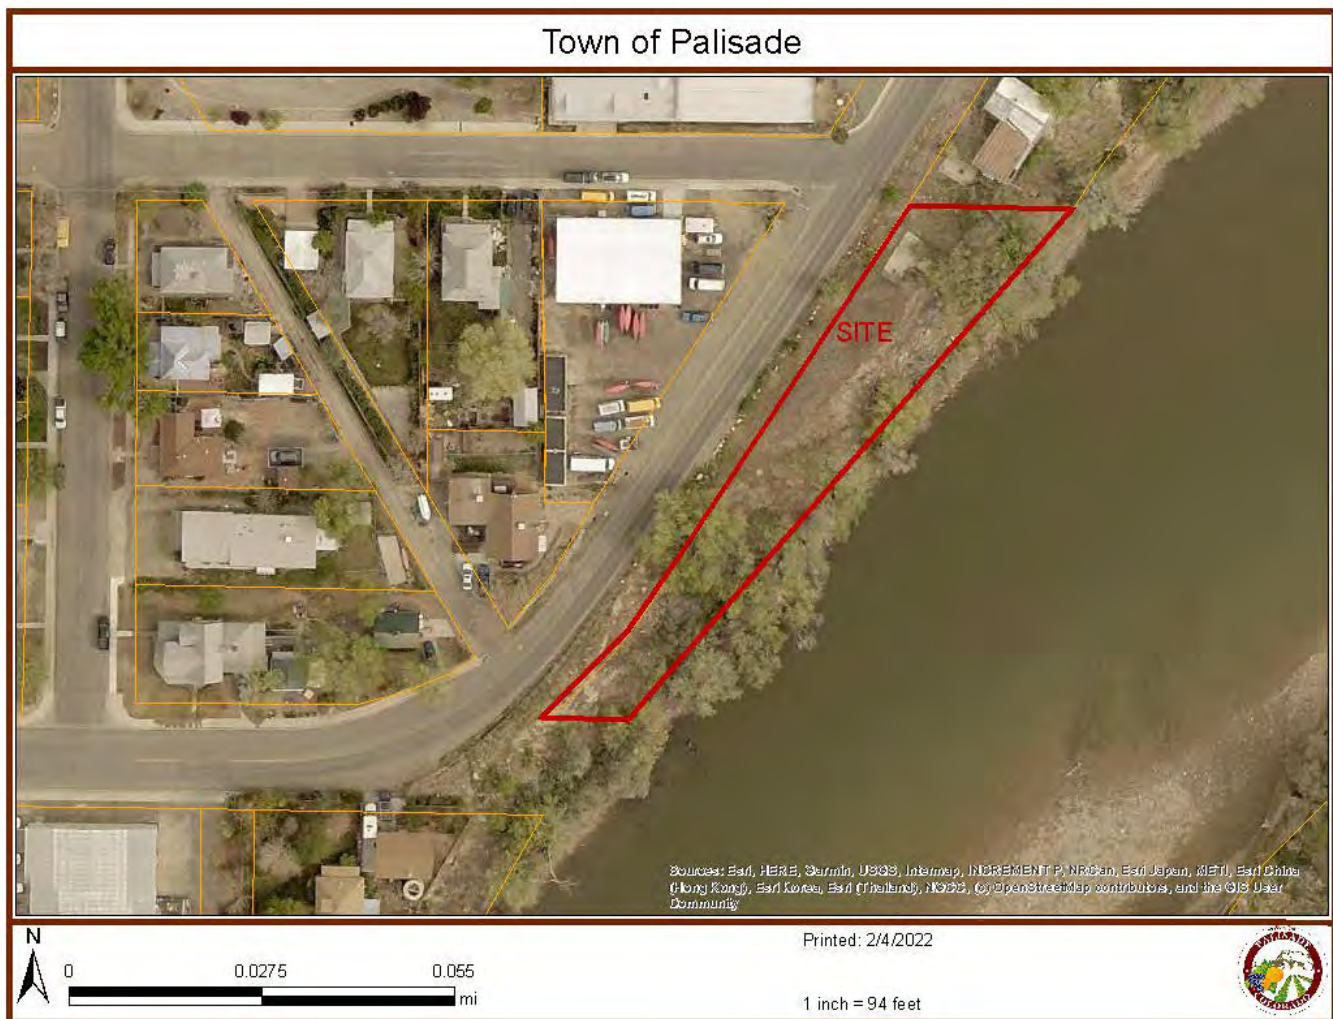 Town of Palisade
SITE
Sources: Esri, HERE, Garmin, USGS, Intermap, INCREMENT P, NRCan, Esri Japan, METI, Esri China
(Hong Kong), Esri Korea, Esri (Thailand), NGCC, (c) OpenStreetMap contributors, and the GIS User
Community
N
0 0.0275 0.055
mi
Printed: 2/4/2022
1 inch = 94 feet
PALISADE
COLORADO